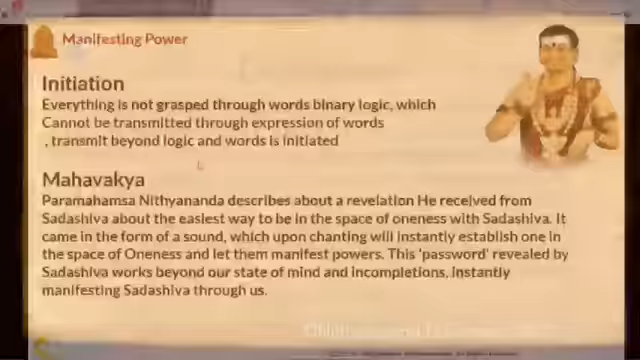 Manifesting Power
Initiation
Everything is not grasped through words binary logic, which
Cannot be transmitted through expression of words
, transmit beyond logic and words is initiated
Mahavakya
Paramahamsa Nithyananda describes about a revelation He received from
Sadashiva about the easiest way to be in the space of oneness with Sadashiva. It
came in the form of a sound, which upon chanting will instantly establish one in
the space of Oneness and let them manifest powers. This 'password' revealed by
Sadashiva works beyond our state of mind and incompletions, instantly
manifesting Sadashiva through us.